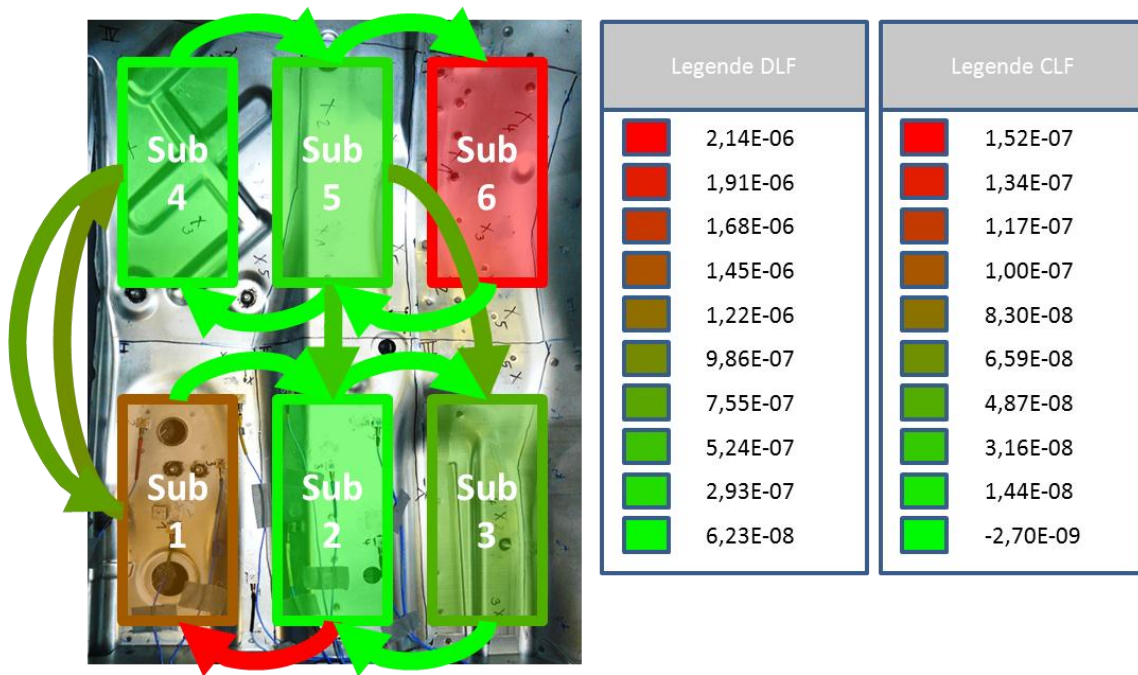 Sub
4
Sub
5
Sub
6
Sub
1
Sub
2
Sub
3
Legende DLF
2,14E-06
1,91E-06
1,68E-06
1,45E-06
1,22E-06
9,86E-07
7,55E-07
5,24E-07
2,93E-07
6,23E-08
Legende CLF
1,52E-07
1,34E-07
1,17E-07
1,00E-07
8,30E-08
6,59E-08
4,87E-08
3,16E-08
1,44E-08
-2,70E-09